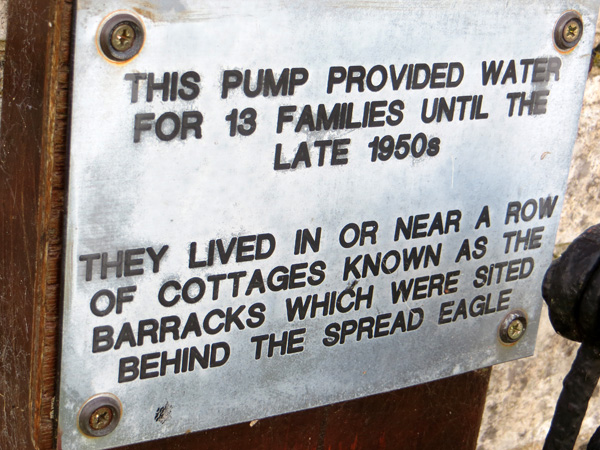 THIS PUMP PROVIDED WATER
FOR 13 FAMILIES UNTIL THE
LATE 1950s
THEY LIVED IN OR NEAR A ROW
OF COTTAGES KNOWN AS THE
BARRACKS WHICH WERE SITED
BEHIND THE SPREAD EAGLE